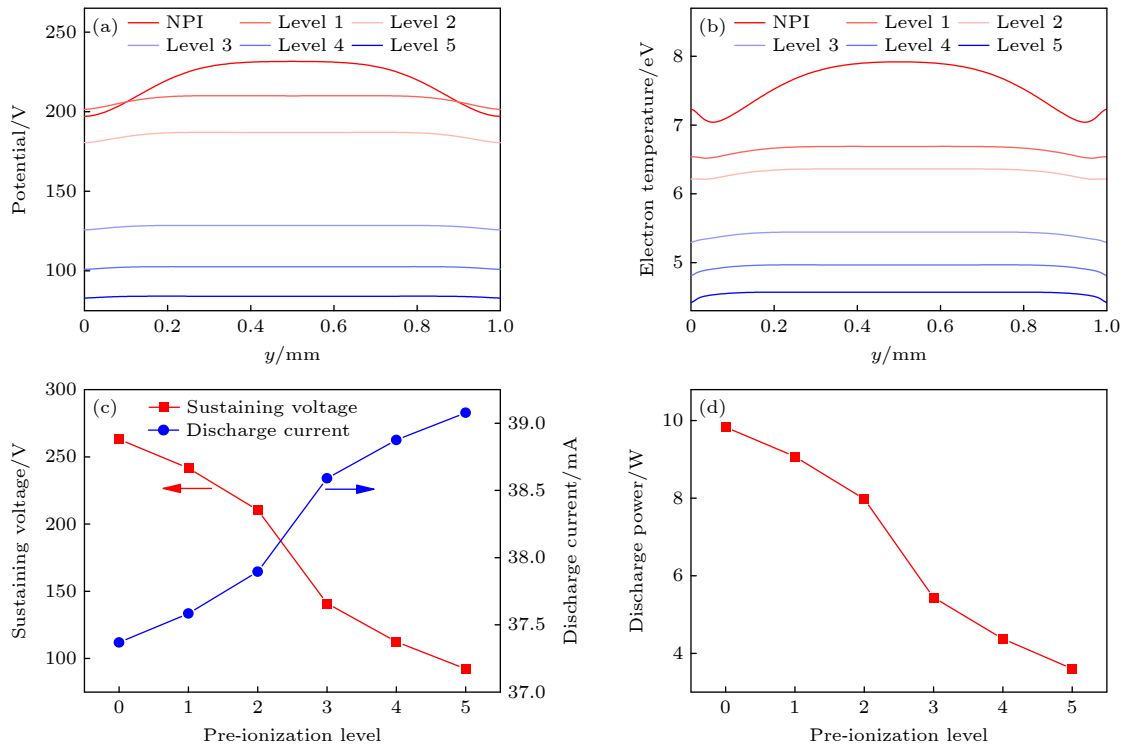 (a) NPI Level 1 Level 2
Level 3 Level 4 Level 5
250
200
150
100
Potential/V
0 0.2 0.4 0.6 0.8 1.0
y/mm
(b) NPI Level 1 Level 2
Level 3 Level 4 Level 5
8
7
6
5
Electron temperature/eV
0 0.2 0.4 0.6 0.8 1.0
y/mm
(c) Sustaining voltage
Discharge current
300
250
200
150
100
Sustaining voltage/V
39.0
38.5
38.0
37.5
37.0
Discharge current/mA
0 1 2 3 4 5
Pre-ionization level
(d)
10
8
6
4
Discharge power/W
0 1 2 3 4 5
Pre-ionization level